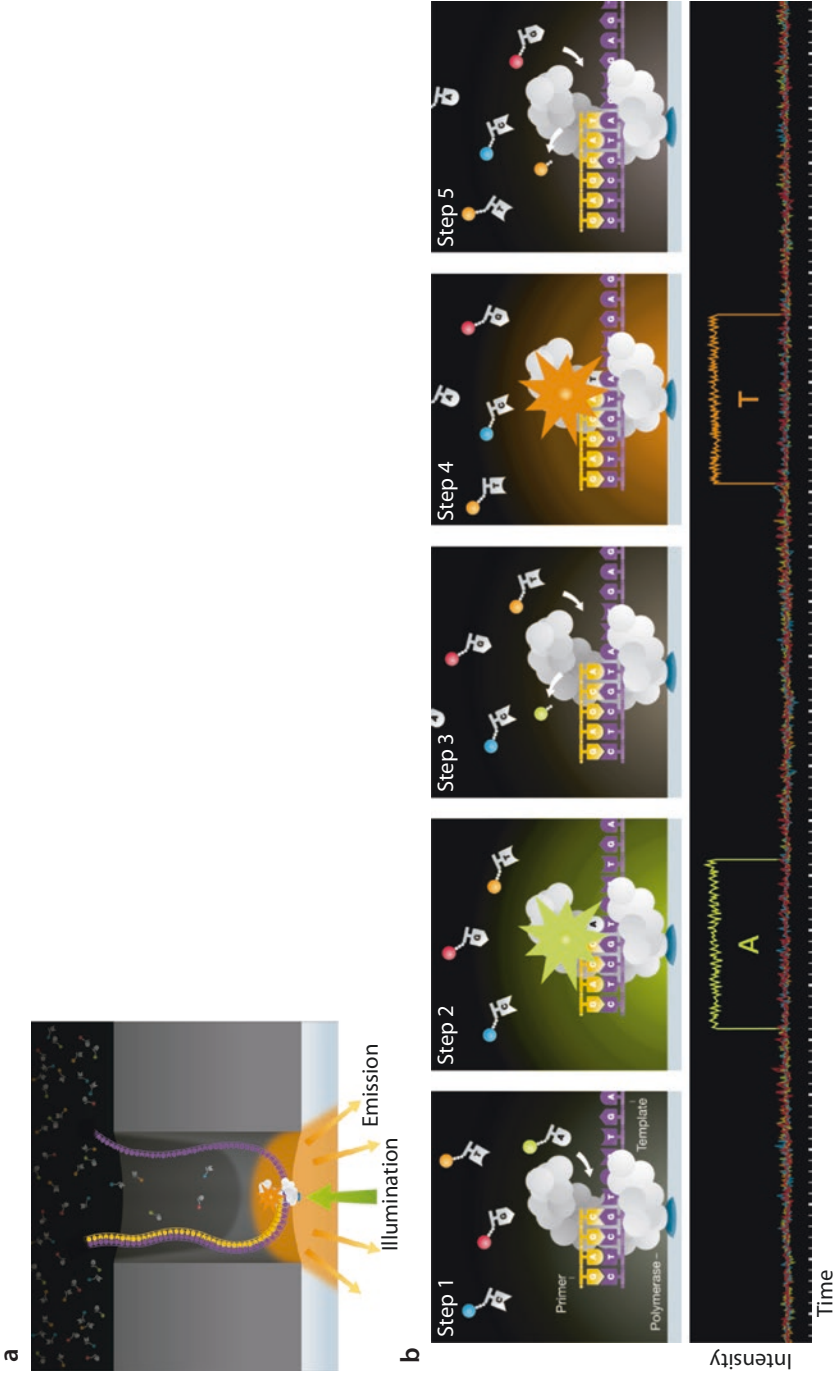 a
Illumination
Emission
b
Step 1
C
G
A
Primer
G A G C
C T C G T
T G A
Polymerase
Template
Step 2
C
G
T
A
C T C G T
T G A
Step 3
C
G
A
T
G A G C A
C T C G T A
G A G
Step 4
T
C
G
A
T
C T C G T A
G A G
Step 5
T
C
A
G
C T C G T A
G A G
Intensity
A
T
Time